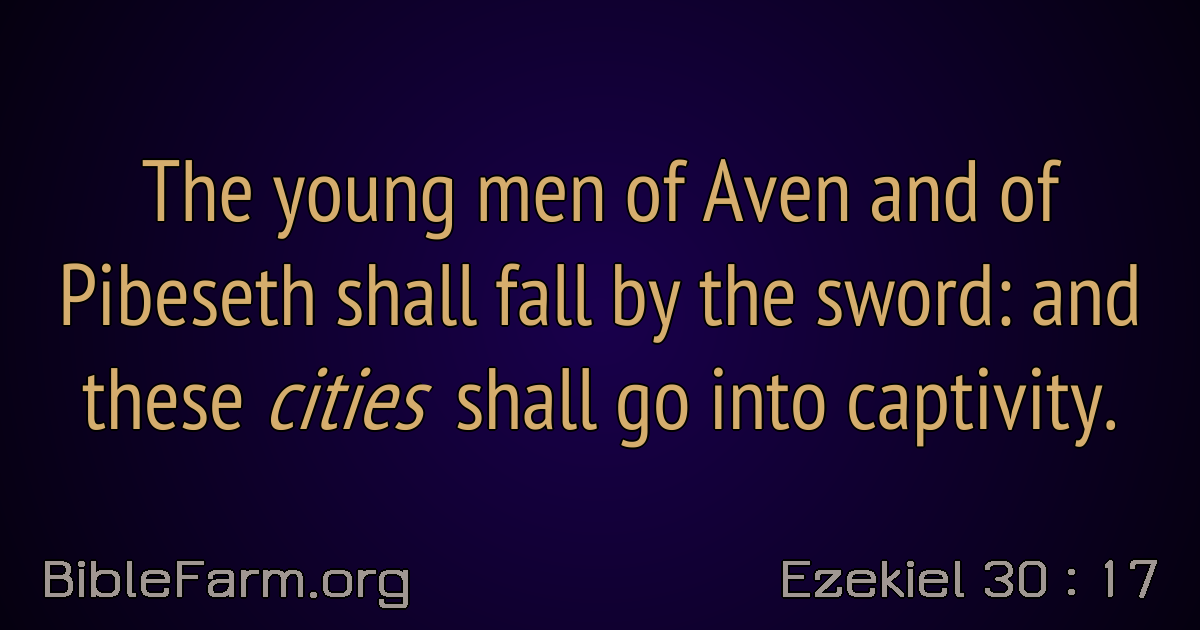 The young men of Aven and of
Pibeseth shall fall by the sword: and
these cities shall go into captivity.
BibleFarm.org
Ezekiel 30 : 17